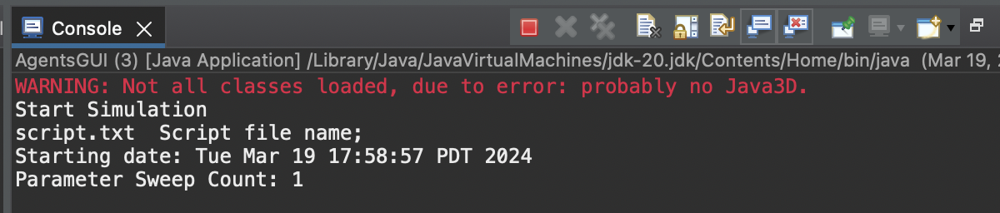 Console
AgentsGUI (3) [Java Application] /Library/Java/JavaVirtualMachines/jdk-20.jdk/Contents/Home/bin/java (Mar 19,
WARNING: Not all classes loaded, due to error: probably no Java3D.
Start Simulation
script.txt  Script file name;
Starting date: Tue Mar 19 17:58:57 PDT 2024
Parameter Sweep Count: 1